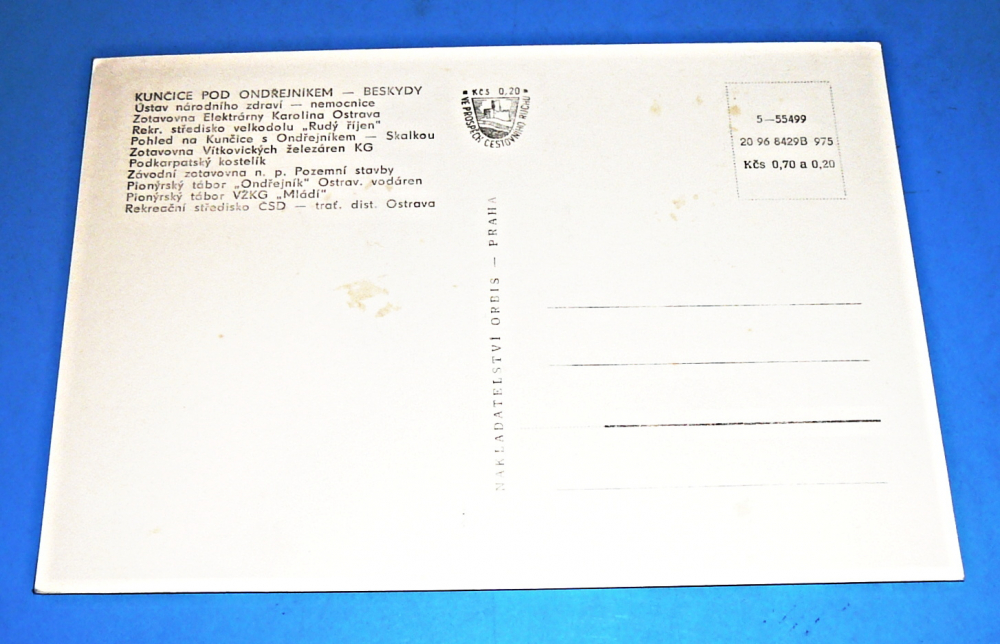 KUNČICE POD ONDŘEJNÍKEM — BESKYDY
Ústav národního zdraví — nemocnice
Zotavovna Elektrárny Karolina Ostrava
Rekr. středisko velkodolu „Rudý říjen"
Pohled na Kunčice s Ondřejníkem — Skalkou
Zotavovna Vítkovických železáren KG
Podkarpatský kostelík
Závodní zotavovna n. p. Pozemní stavby
Pionýrský tábor „Ondřejník" Ostrav. vodáren
Pionýrský tábor VŽKG „Mládí"
Rekreační středisko ČSD — trať. dist. Ostrava
Kčs 0,20
VE PROSPĚCH CESTOVNÍHO RUCHU
NAKLADATELSTVÍ ORBIS — PRAHA
5—55499
20 96 8429B 975
Kčs 0,70 a 0,20